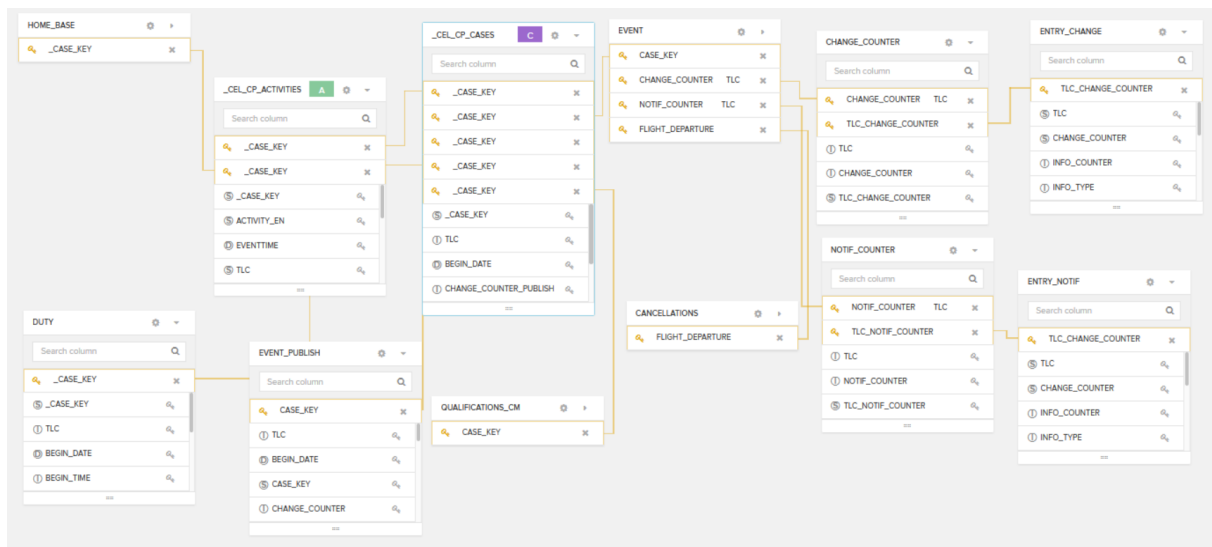 HOME_BASE
_CASE_KEY
_CEL_CP_ACTIVITIES A
Search column
_CASE_KEY
_CASE_KEY
S _CASE_KEY
S ACTIVITY_EN
D EVENTTIME
S TLC
DUTY
Search column
_CASE_KEY
S _CASE_KEY
I TLC
D BEGIN_DATE
I BEGIN_TIME
EVENT_PUBLISH
Search column
CASE_KEY
I TLC
D BEGIN_DATE
S CASE_KEY
I CHANGE_COUNTER
_CEL_CP_CASES C
Search column
_CASE_KEY
_CASE_KEY
_CASE_KEY
_CASE_KEY
_CASE_KEY
S _CASE_KEY
I TLC
D BEGIN_DATE
I CHANGE_COUNTER_PUBLISH
QUALIFICATIONS_CM
CASE_KEY
EVENT
CASE_KEY
CHANGE_COUNTER TLC
NOTIF_COUNTER TLC
FLIGHT_DEPARTURE
CANCELLATIONS
FLIGHT_DEPARTURE
CHANGE_COUNTER
Search column
CHANGE_COUNTER TLC
TLC_CHANGE_COUNTER
I TLC
I CHANGE_COUNTER
S TLC_CHANGE_COUNTER
NOTIF_COUNTER
Search column
NOTIF_COUNTER TLC
TLC_NOTIF_COUNTER
I TLC
I NOTIF_COUNTER
S TLC_NOTIF_COUNTER
ENTRY_CHANGE
Search column
TLC_CHANGE_COUNTER
S TLC
S CHANGE_COUNTER
I INFO_COUNTER
I INFO_TYPE
ENTRY_NOTIF
Search column
TLC_CHANGE_COUNTER
S TLC
S CHANGE_COUNTER
I INFO_COUNTER
I INFO_TYPE